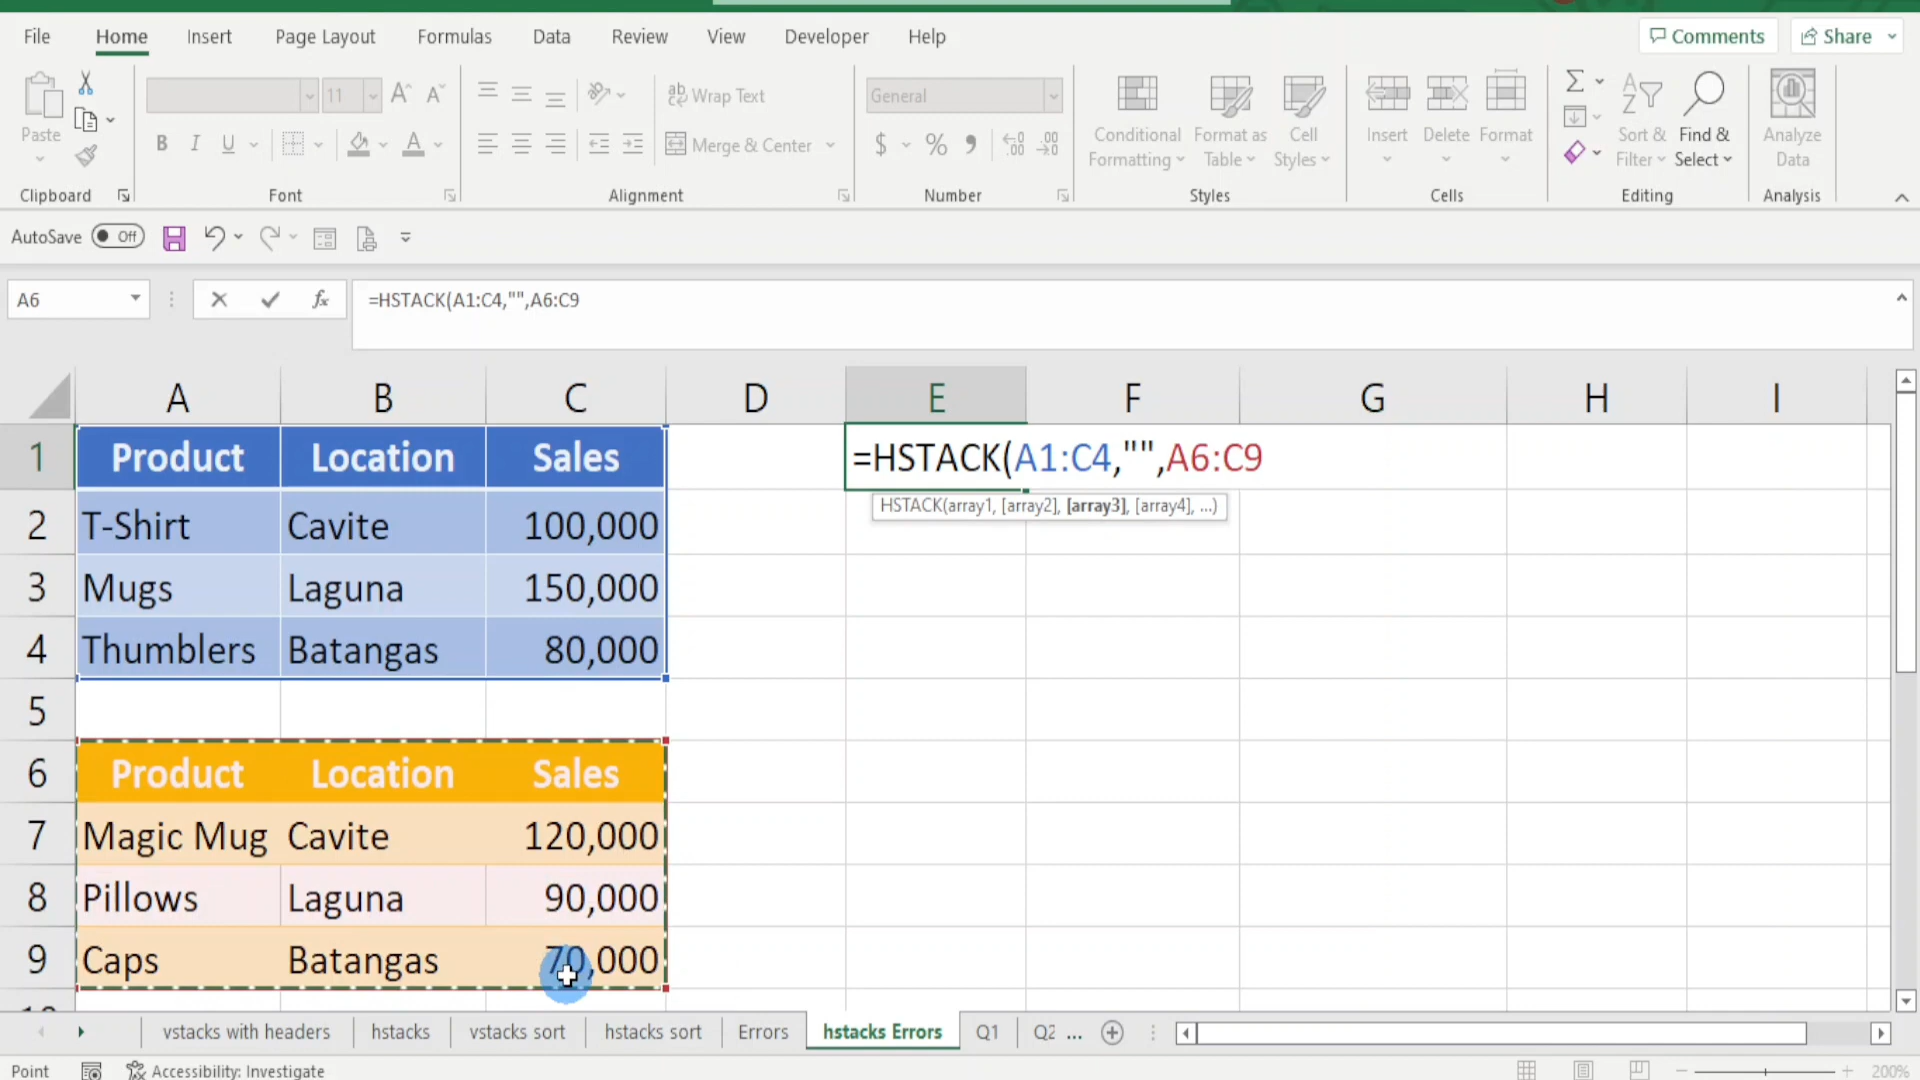 File Home Insert Page Layout Formulas Data Review View Developer Help Comments Share
11 Wrap Text General
Paste B I U A Merge & Center $ % Conditional Formatting Format as Table Cell Styles Insert Delete Format Sort & Filter Find & Select Analyze Data
Clipboard Font Alignment Number Styles Cells Editing Analysis
AutoSave Off
A6 fx =HSTACK(A1:C4,"",A6:C9
A B C D E F G H I
1 Product Location Sales =HSTACK(A1:C4,"",A6:C9
HSTACK(array1, [array2], [array3], [array4], ...)
2 T-Shirt Cavite 100,000
3 Mugs Laguna 150,000
4 Thumblers Batangas 80,000
5
6 Product Location Sales
7 Magic Mug Cavite 120,000
8 Pillows Laguna 90,000
9 Caps Batangas 70,000
vstacks with headers hstacks vstacks sort hstacks sort Errors hstacks Errors Q1 Q2 ...
Point Accessibility: Investigate 200%